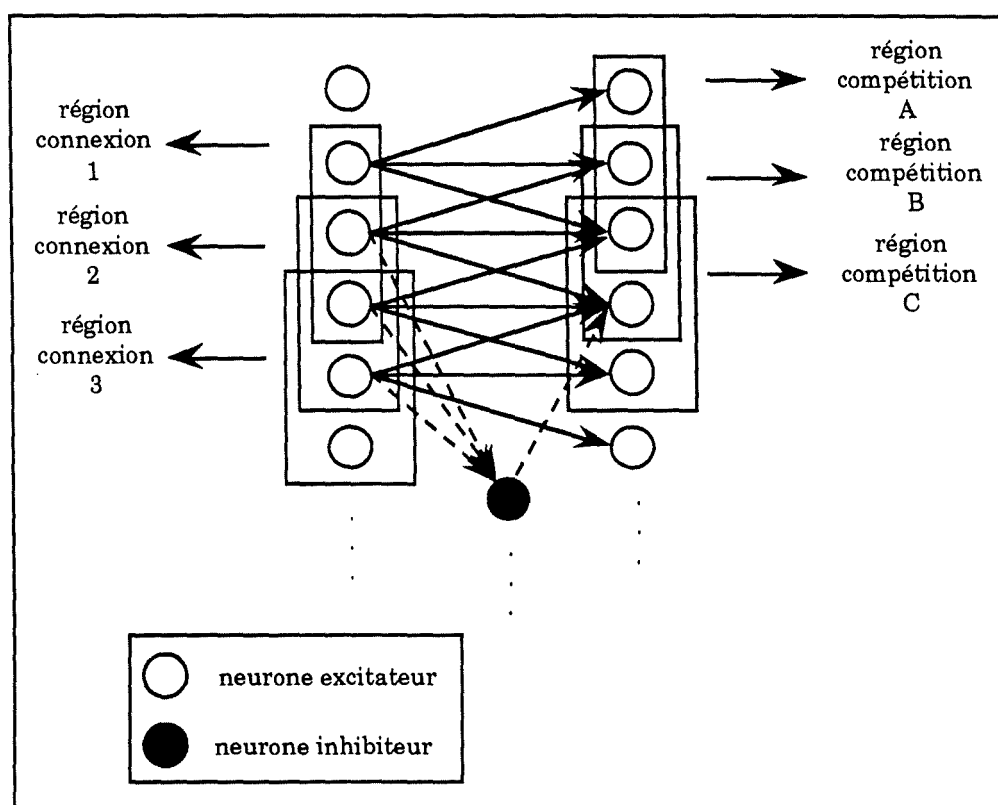 région
connexion
1
région
connexion
2
région
connexion
3
région
compétition
A
région
compétition
B
région
compétition
C
neurone excitateur
neurone inhibiteur